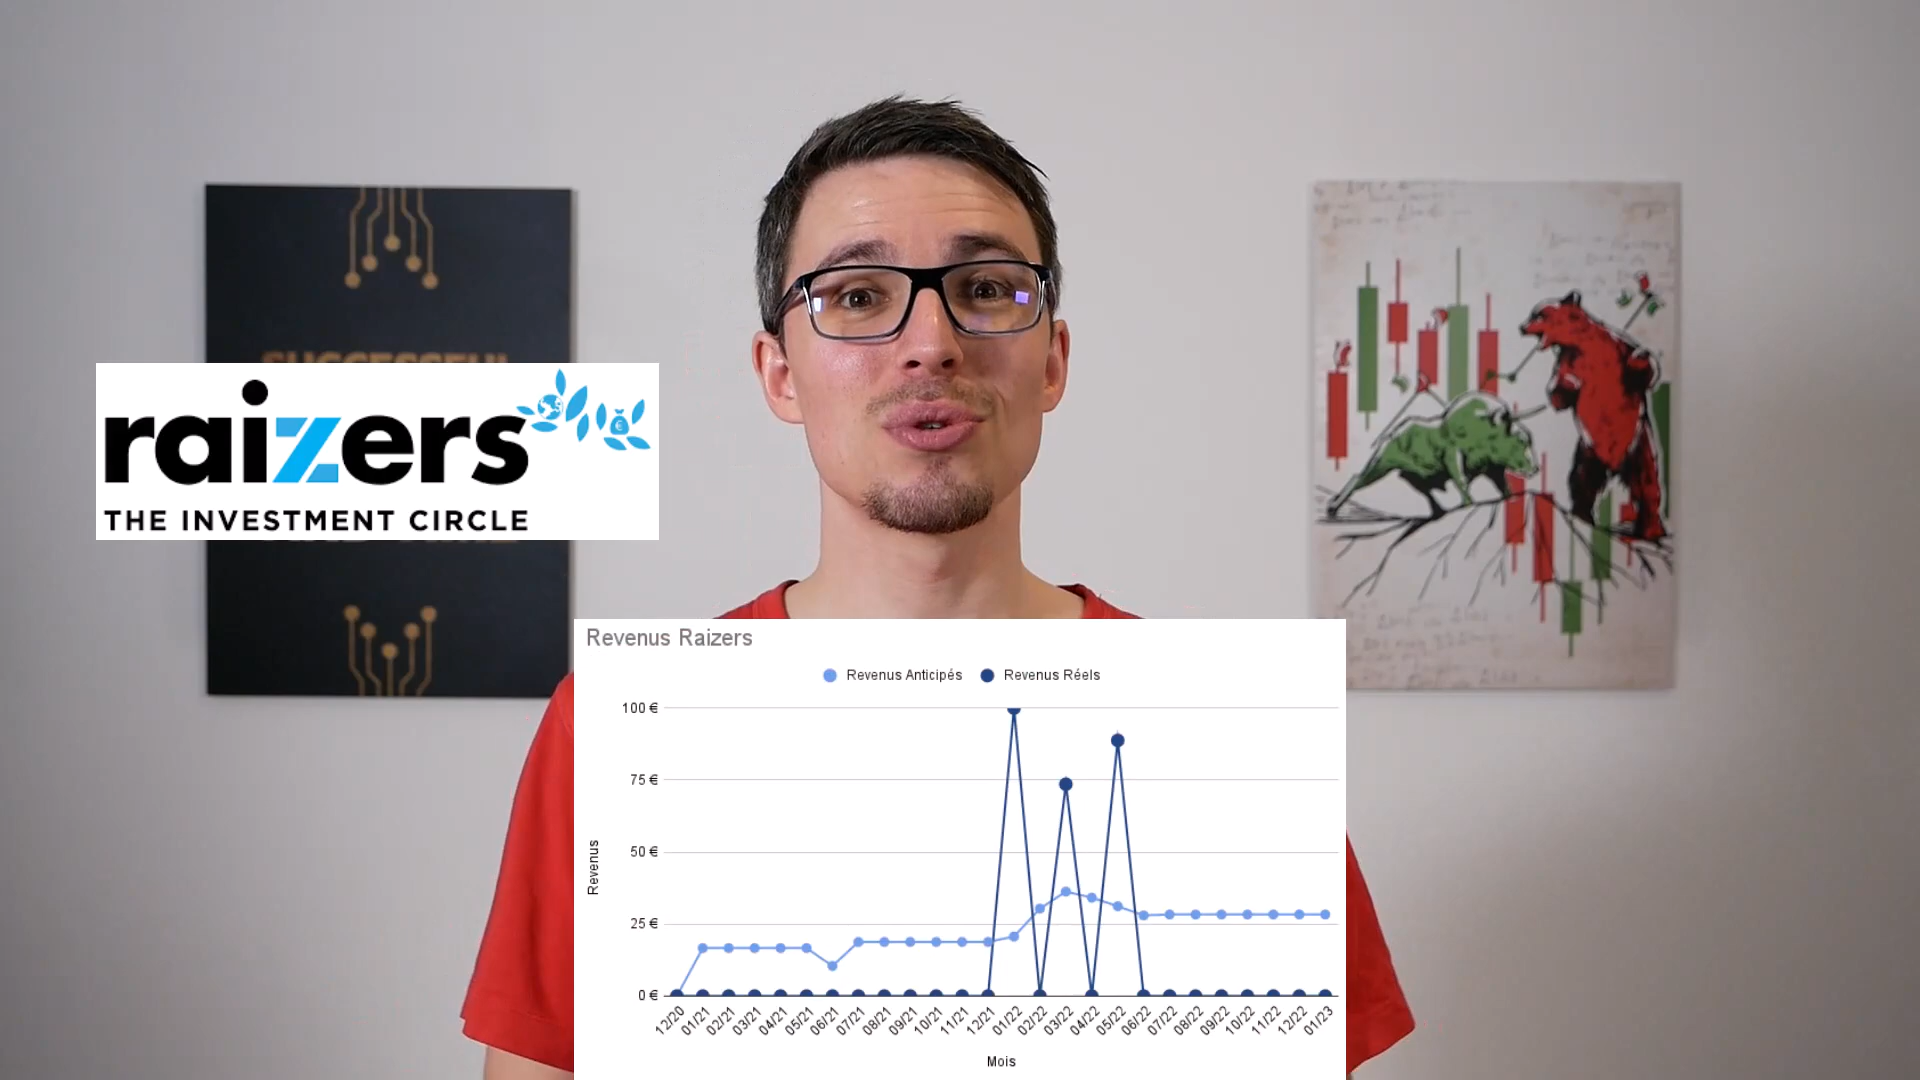 raizers
THE INVESTMENT CIRCLE
Revenus Raizers
Revenus Anticipés
Revenus Réels
100 €
75 €
50 €
25 €
0 €
Revenus
12/20 01/21 02/21 03/21 04/21 05/21 06/21 07/21 08/21 09/21 10/21 11/21 12/21 01/22 02/22 03/22 04/22 05/22 06/22 07/22 08/22 09/22 10/22 11/22 12/22 01/23
Mois